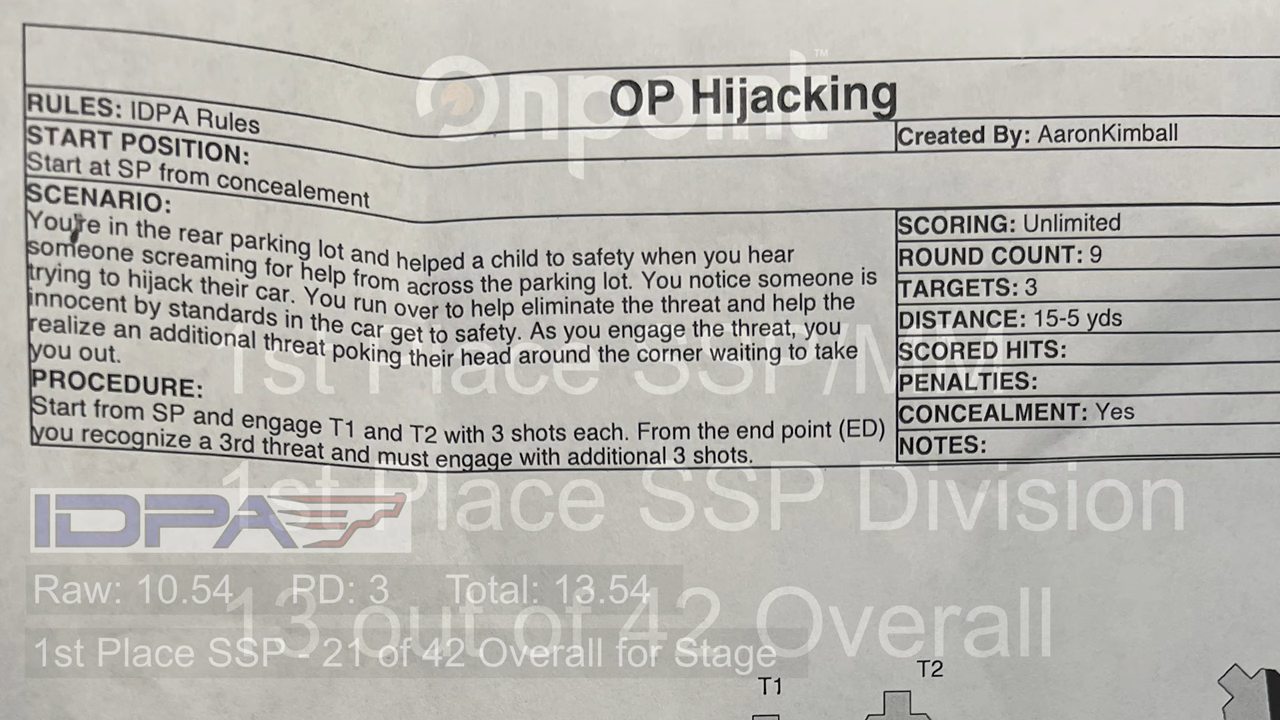 Onpoint™
OP Hijacking
RULES: IDPA Rules
Created By: AaronKimball
START POSITION:
Start at SP from concealement
SCENARIO:
You're in the rear parking lot and helped a child to safety when you hear
someone screaming for help from across the parking lot. You notice someone is
trying to hijack their car. You run over to help eliminate the threat and help the
innocent by standards in the car get to safety. As you engage the threat, you
realize an additional threat poking their head around the corner waiting to take
you out.
PROCEDURE:
Start from SP and engage T1 and T2 with 3 shots each. From the end point (ED)
you recognize a 3rd threat and must engage with additional 3 shots.
SCORING: Unlimited
ROUND COUNT: 9
TARGETS: 3
DISTANCE: 15-5 yds
SCORED HITS:
PENALTIES:
CONCEALMENT: Yes
NOTES:
1st Place SSP/MM
1st Place SSP Division
13 out of 42 Overall
IDPA
Raw: 10.54 PD: 3 Total: 13.54
1st Place SSP - 21 of 42 Overall for Stage
T1
T2